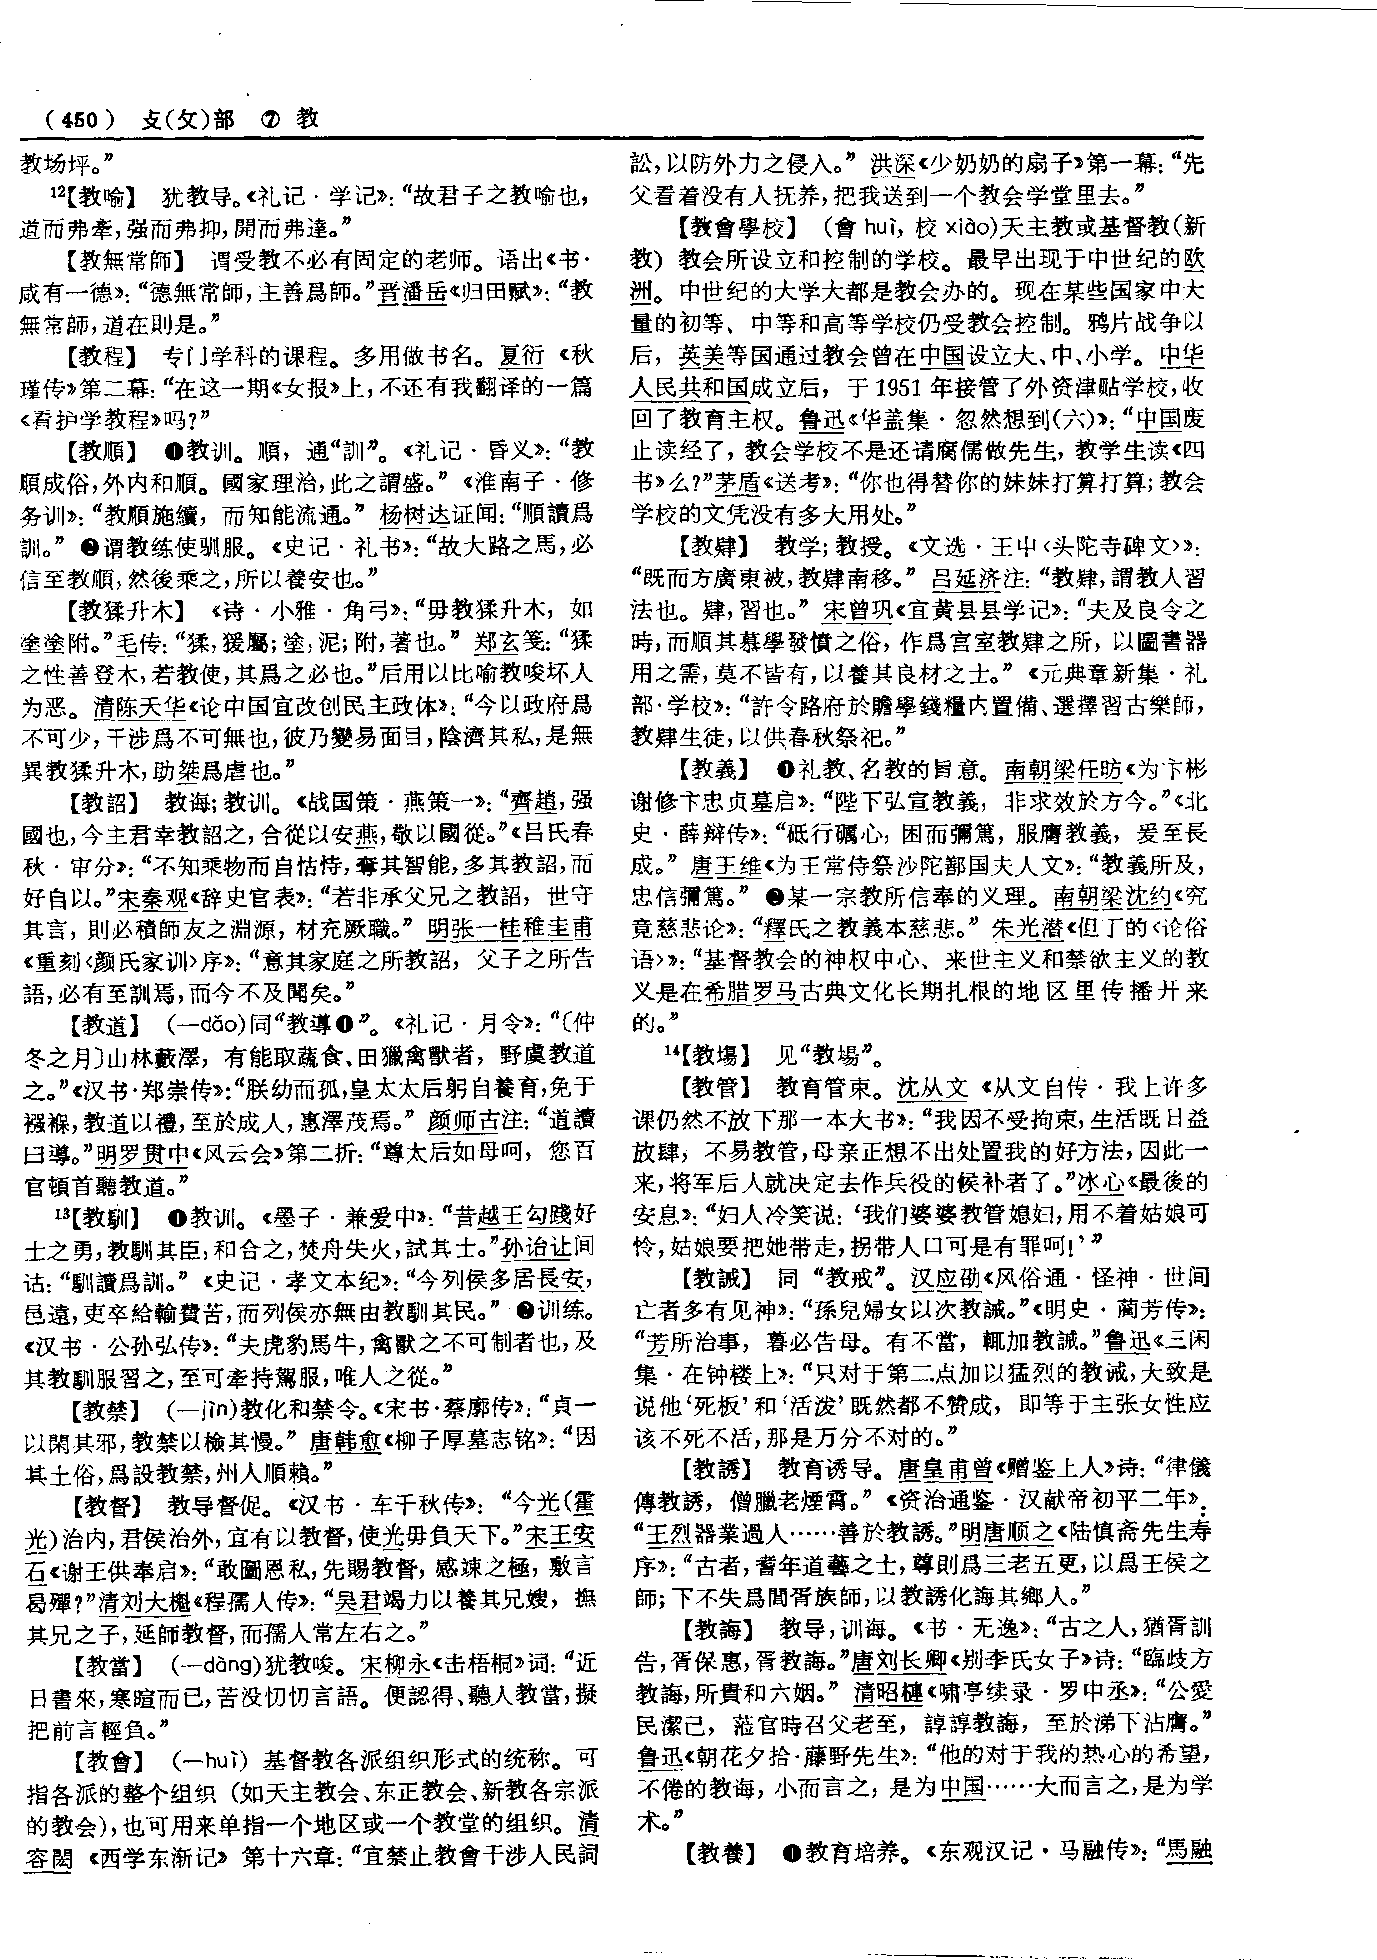 (450) 攴(攵)部 ⑦ 教
教场坪。”
¹²【教喻】 犹教导。《礼记·学记》：“故君子之教喻也，
道而弗牽，强而弗抑，開而弗達。”
【教無常師】 谓受教不必有固定的老师。语出《书·
咸有一德》：“德無常師，主善爲師。”晋潘岳《归田赋》：“教
無常師，道在則是。”
【教程】 专门学科的课程。多用做书名。夏衍《秋
瑾传》第二幕：“在这一期《女报》上，不还有我翻译的一篇
《看护学教程》吗？”
【教順】 ❶教训。順，通“訓”。《礼记·昏义》：“教
順成俗，外内和順。國家理治，此之謂盛。”《淮南子·修
务训》：“教順施續，而知能流通。”杨树达证闻：“順讀爲
訓。”❷谓教练使驯服。《史记·礼书》：“故大路之馬，必
信至教順，然後乘之，所以養安也。”
【教猱升木】 《诗·小雅·角弓》：“毋教猱升木，如
塗塗附。”毛传：“猱，猨屬；塗，泥；附，著也。”郑玄笺：“猱
之性善登木，若教使，其爲之必也。”后用以比喻教唆坏人
为恶。清陈天华《论中国宜改创民主政体》：“今以政府爲
不可少，干涉爲不可無也，彼乃變易面目，陰濟其私，是無
異教猱升木，助桀爲虐也。”
【教詔】 教诲；教训。《战国策·燕策一》：“齊趙，强
國也，今主君幸教詔之，合從以安燕，敬以國從。”《吕氏春
秋·审分》：“不知乘物而自怙恃，奪其智能，多其教詔，而
好自以。”宋秦观《辞史官表》：“若非承父兄之教詔，世守
其言，則必積師友之淵源，材充厥職。”明张一桂稚圭甫
《重刻〈颜氏家训〉序》：“意其家庭之所教詔，父子之所告
語，必有至訓焉，而今不及聞矣。”
【教道】 (一dǎo)同“教導❶”。《礼记·月令》：“〔仲
冬之月〕山林藪澤，有能取蔬食、田獵禽獸者，野虞教道
之。”《汉书·郑崇传》：“朕幼而孤，皇太太后躬自養育，免于
襁褓，教道以禮，至於成人，惠澤茂焉。”颜师古注：“道讀
曰導。”明罗贯中《风云会》第二折：“尊太后如母呵，您百
官頓首聽教道。”
¹³【教馴】 ❶教训。《墨子·兼爱中》：“昔越王勾踐好
士之勇，教馴其臣，和合之，焚舟失火，試其士。”孙诒让间
诂：“馴讀爲訓。”《史记·孝文本纪》：“今列侯多居長安，
邑遠，吏卒給輸費苦，而列侯亦無由教馴其民。”❷训练。
《汉书·公孙弘传》：“夫虎豹馬牛，禽獸之不可制者也，及
其教馴服習之，至可牽持駕服，唯人之從。”
【教禁】 (一jìn)教化和禁令。《宋书·蔡廓传》：“貞一
以閑其邪，教禁以檢其慢。”唐韩愈《柳子厚墓志铭》：“因
其土俗，爲設教禁，州人順賴。”
【教督】 教导督促。《汉书·车千秋传》：“今光(霍
光)治内，君侯治外，宜有以教督，使光毋負天下。”宋王安
石《谢王供奉启》：“敢圖恩私，先賜教督，感竦之極，敷言
曷殫？”清刘大櫆《程孺人传》：“吴君竭力以養其兄嫂，撫
其兄之子，延師教督，而孺人常左右之。”
【教當】 (一dàng)犹教唆。宋柳永《击梧桐》词：“近
日書來，寒暄而已，苦没忉忉言語。便認得、聽人教當，擬
把前言輕負。”
【教會】 (一huì) 基督教各派组织形式的统称。可
指各派的整个组织（如天主教会、东正教会、新教各宗派
的教会），也可用来单指一个地区或一个教堂的组织。清
容闳《西学东渐记》第十六章：“宜禁止教會干涉人民詞
訟，以防外力之侵入。”洪深《少奶奶的扇子》第一幕：“先
父看着没有人抚养，把我送到一个教会学堂里去。”
【教會學校】 (會 huì，校 xiào)天主教或基督教(新
教) 教会所设立和控制的学校。最早出现于中世纪的欧
洲。中世纪的大学大都是教会办的。现在某些国家中大
量的初等、中等和高等学校仍受教会控制。鸦片战争以
后，英美等国通过教会曾在中国设立大、中、小学。中华
人民共和国成立后，于1951年接管了外资津贴学校，收
回了教育主权。鲁迅《华盖集·忽然想到(六)》：“中国废
止读经了，教会学校不是还请腐儒做先生，教学生读《四
书》么？”茅盾《送考》：“你也得替你的妹妹打算打算；教会
学校的文凭没有多大用处。”
【教肄】 教学；教授。《文选·王屮〈头陀寺碑文〉》：
“既而方廣東被，教肄南移。”吕延济注：“教肄，謂教人習
法也。肄，習也。”宋曾巩《宜黄县县学记》：“夫及良令之
時，而順其慕學發憤之俗，作爲宫室教肄之所，以圖書器
用之需，莫不皆有，以養其良材之士。”《元典章新集·礼
部·学校》：“許令路府於贍學錢糧内置備、選擇習古樂師，
教肄生徒，以供春秋祭祀。”
【教義】 ❶礼教、名教的旨意。南朝梁任昉《为卞彬
谢修卞忠贞墓启》：“陛下弘宣教義，非求效於方今。”《北
史·薛辩传》：“砥行礪心，困而彌篤，服膺教義，爰至長
成。”唐王维《为王常侍祭沙陀鄯国夫人文》：“教義所及，
忠信彌篤。”❷某一宗教所信奉的义理。南朝梁沈约《究
竟慈悲论》：“釋氏之教義本慈悲。”朱光潜《但丁的〈论俗
语〉》：“基督教会的神权中心、来世主义和禁欲主义的教
义是在希腊罗马古典文化长期扎根的地区里传播开来
的。”
¹⁴【教塲】 见“教場”。
【教管】 教育管束。沈从文《从文自传·我上许多
课仍然不放下那一本大书》：“我因不受拘束，生活既日益
放肆，不易教管，母亲正想不出处置我的好方法，因此一
来，将军后人就决定去作兵役的候补者了。”冰心《最後的
安息》：“妇人冷笑说：‘我们婆婆教管媳妇，用不着姑娘可
怜，姑娘要把她带走，拐带人口可是有罪呵！’”
【教誡】 同“教戒”。汉应劭《风俗通·怪神·世间
亡者多有见神》：“孫兒婦女以次教誡。”《明史·蔺芳传》：
“芳所治事，暮必告母。有不當，輒加教誡。”鲁迅《三闲
集·在钟楼上》：“只对于第二点加以猛烈的教诫，大致是
说他‘死板’和‘活泼’既然都不赞成，即等于主张女性应
该不死不活，那是万分不对的。”
【教誘】 教育诱导。唐皇甫曾《赠鉴上人》诗：“律儀
傳教誘，僧臘老煙霄。”《资治通鉴·汉献帝初平二年》：
“王烈器業過人……善於教誘。”明唐顺之《陆慎斋先生寿
序》：“古者，耆年道藝之士，尊則爲三老五更，以爲王侯之
師；下不失爲閭胥族師，以教誘化誨其鄉人。”
【教誨】 教导，训诲。《书·无逸》：“古之人，猶胥訓
告，胥保惠，胥教誨。”唐刘长卿《别李氏女子》诗：“臨歧方
教誨，所貴和六姻。”清昭槤《啸亭续录·罗中丞》：“公愛
民潔己，蒞官時召父老至，諄諄教誨，至於涕下沾膺。”
鲁迅《朝花夕拾·藤野先生》：“他的对于我的热心的希望，
不倦的教诲，小而言之，是为中国……大而言之，是为学
术。”
【教養】 ❶教育培养。《东观汉记·马融传》：“馬融